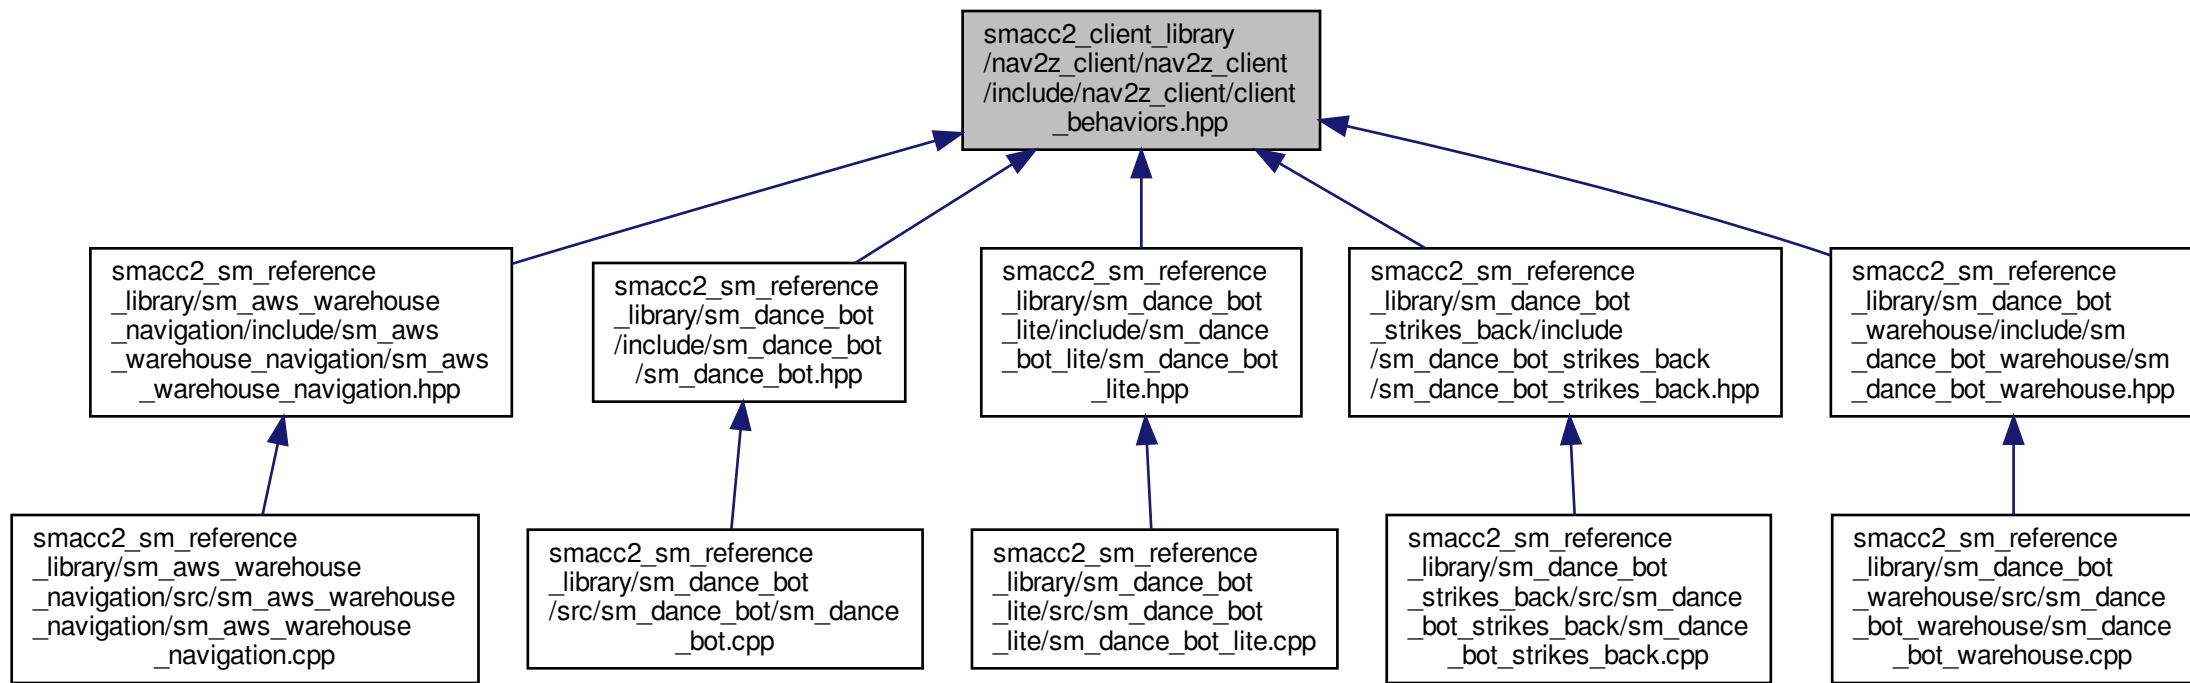 smacc2_client_library
/nav2z_client/nav2z_client
/include/nav2z_client/client
_behaviors.hpp
smacc2_sm_reference
_library/sm_aws_warehouse
_navigation/include/sm_aws
_warehouse_navigation/sm_aws
_warehouse_navigation.hpp
smacc2_sm_reference
_library/sm_dance_bot
/include/sm_dance_bot
/sm_dance_bot.hpp
smacc2_sm_reference
_library/sm_dance_bot
_lite/include/sm_dance
_bot_lite/sm_dance_bot
_lite.hpp
smacc2_sm_reference
_library/sm_dance_bot
_strikes_back/include
/sm_dance_bot_strikes_back
/sm_dance_bot_strikes_back.hpp
smacc2_sm_reference
_library/sm_dance_bot
_warehouse/include/sm
_dance_bot_warehouse/sm
_dance_bot_warehouse.hpp
smacc2_sm_reference
_library/sm_aws_warehouse
_navigation/src/sm_aws_warehouse
_navigation/sm_aws_warehouse
_navigation.cpp
smacc2_sm_reference
_library/sm_dance_bot
/src/sm_dance_bot/sm_dance
_bot.cpp
smacc2_sm_reference
_library/sm_dance_bot
_lite/src/sm_dance_bot
_lite/sm_dance_bot_lite.cpp
smacc2_sm_reference
_library/sm_dance_bot
_strikes_back/src/sm_dance
_bot_strikes_back/sm_dance
_bot_strikes_back.cpp
smacc2_sm_reference
_library/sm_dance_bot
_warehouse/src/sm_dance
_bot_warehouse/sm_dance
_bot_warehouse.cpp